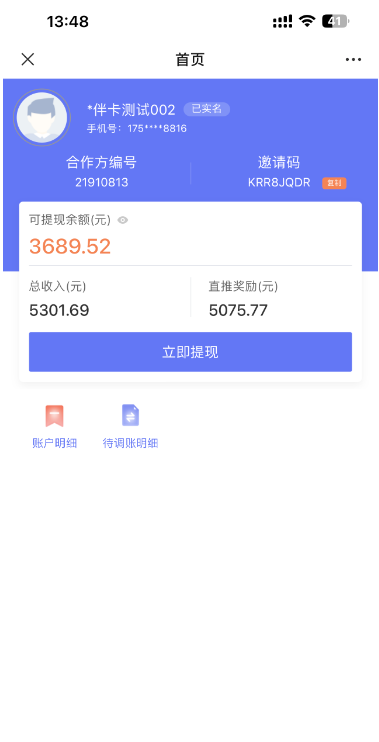 13:48
41
首页
*伴卡测试002 已实名
手机号：175****8816
合作方编号 邀请码
21910813 KRR8JQDR 复制
可提现余额(元)
3689.52
总收入(元) 直推奖励(元)
5301.69 5075.77
立即提现
账户明细 待调账明细